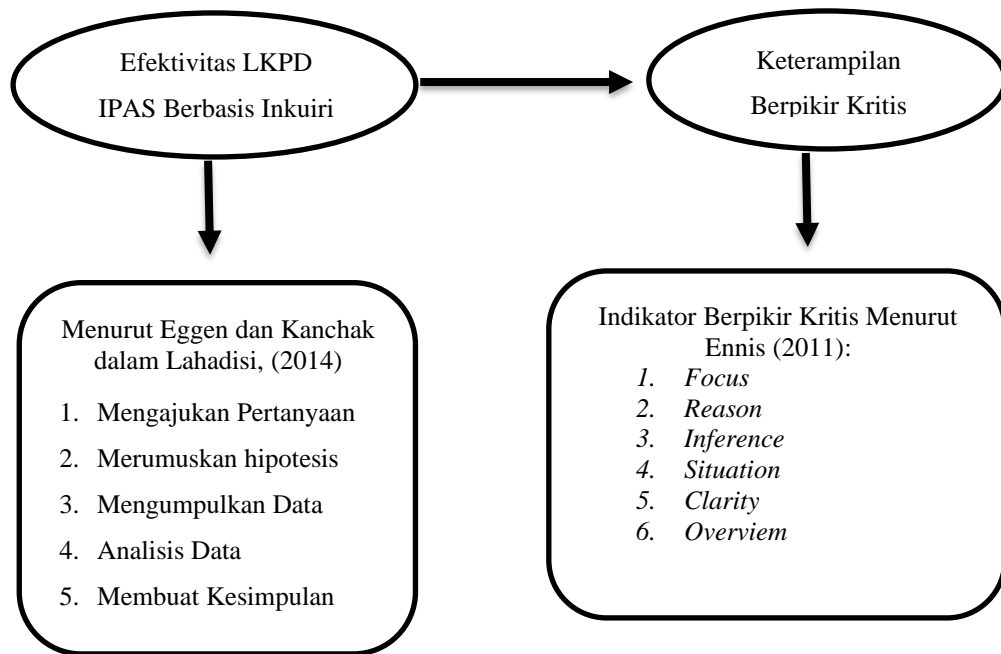 Efektivitas LKPD
IPAS Berbasis Inkuiri
Keterampilan
Berpikir Kritis
Menurut Eggen dan Kanchak
dalam Lahadisi, (2014)
1. Mengajukan Pertanyaan
2. Merumuskan hipotesis
3. Mengumpulkan Data
4. Analisis Data
5. Membuat Kesimpulan
Indikator Berpikir Kritis Menurut
Ennis (2011):
1. Focus
2. Reason
3. Inference
4. Situation
5. Clarity
6. Overviem